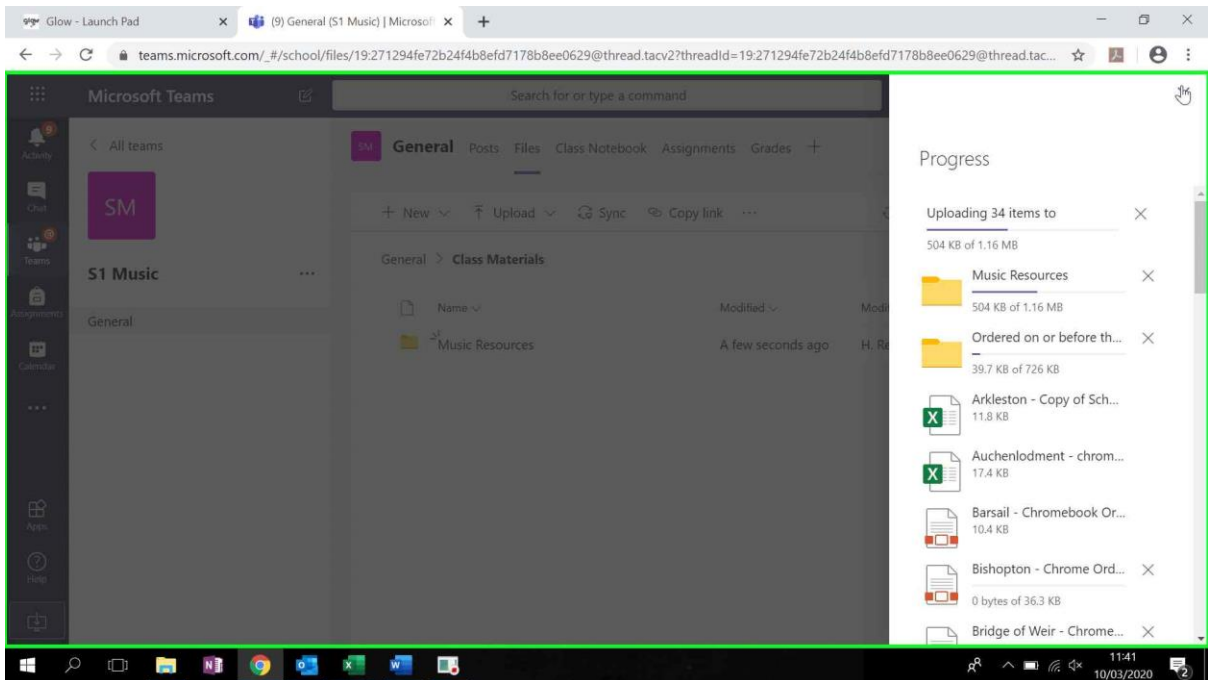 Glow - Launch Pad
(9) General (S1 Music) | Microsof
teams.microsoft.com/_#/school/files/19:271294fe72b24f4b8efd7178b8ee0629@thread.tacv2?threadId=19:271294fe72b24f4b8efd7178b8ee0629@thread.tac...
Microsoft Teams
Search for or type a command
9
Activity
Chat
Teams
Assignments
Calendar
Apps
Help
All teams
SM
S1 Music
General
SM General Posts Files Class Notebook Assignments Grades
New Upload Sync Copy link
General > Class Materials
Name Modified Modi
Music Resources A few seconds ago H. Re
Progress
Uploading 34 items to
504 KB of 1.16 MB
Music Resources
504 KB of 1.16 MB
Ordered on or before th...
39.7 KB of 726 KB
Arkleston - Copy of Sch...
11.8 KB
Auchenlodment - chrom...
17.4 KB
Barsail - Chromebook Or...
10.4 KB
Bishopton - Chrome Ord...
0 bytes of 36.3 KB
Bridge of Weir - Chrome...
11:41
10/03/2020
2